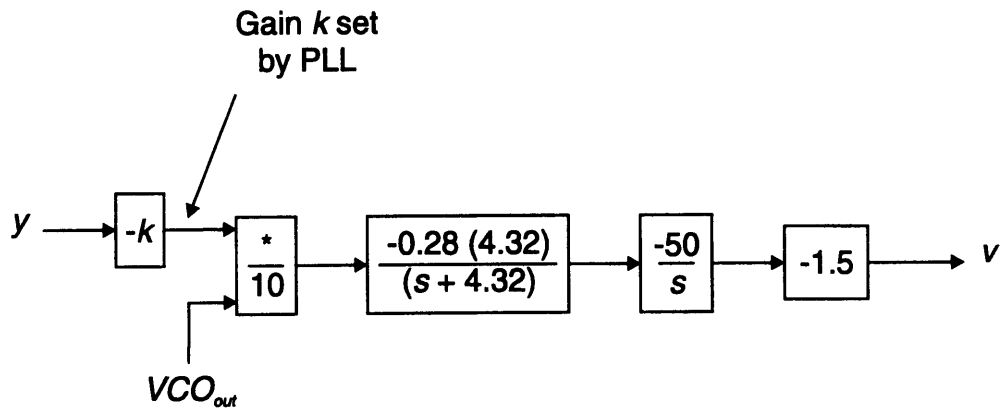 Gain k set
by PLL
y
-k
*
10
-0.28 (4.32)
(s + 4.32)
-50
s
-1.5
v
VCOout